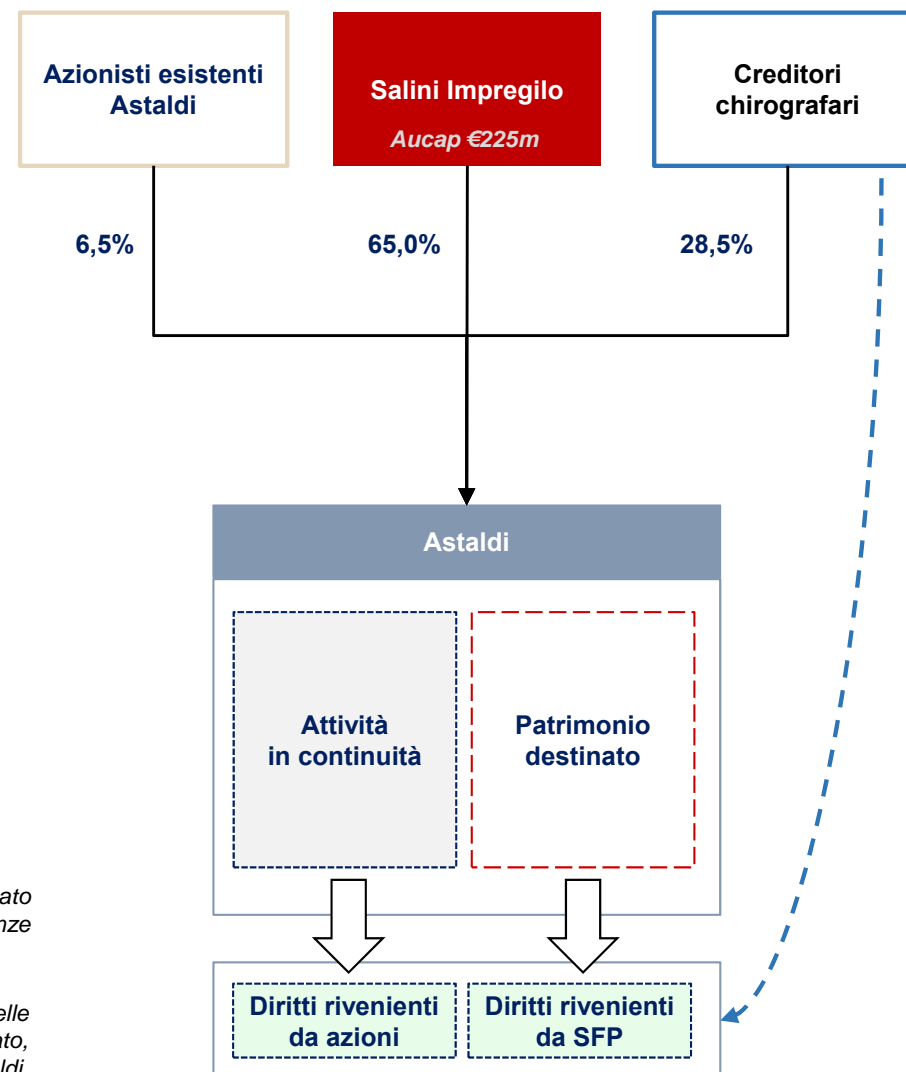 Azionisti esistenti
Astaldi
Salini Impregilo
Aucap €225m
Creditori
chirografari
6,5%
65,0%
28,5%
Astaldi
Attività
in continuità
Patrimonio
destinato
Diritti rivenienti
da azioni
Diritti rivenienti
da SFP